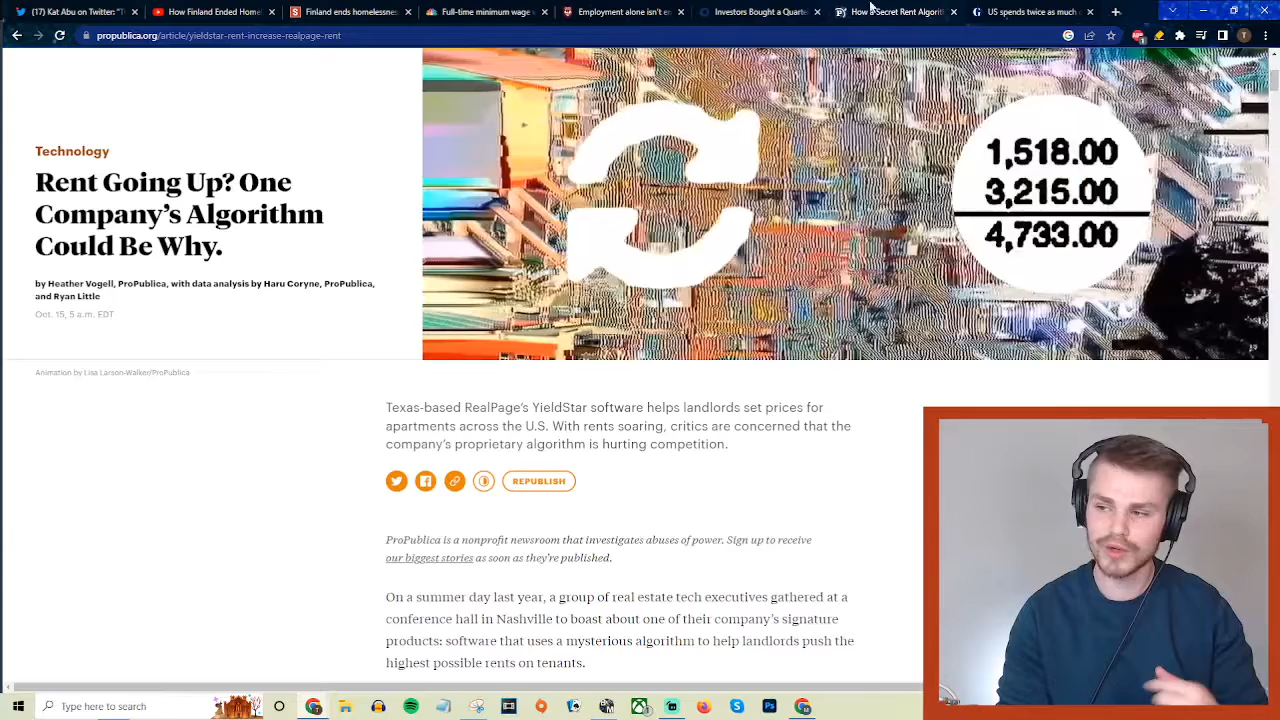 (17) Kat Abu on Twitter: "
How Finland Ended Home
Finland ends homelessness
Full-time minimum wage
Employment alone isn't e
Investors Bought a Quarte
US spends twice as much
propublica.org/article/yieldstar-rent-increase-realpage-rent
Technology
Rent Going Up? One
Company's Algorithm
Could Be Why.
by Heather Vogell, ProPublica, with data analysis by Haru Coryne, ProPublica,
and Ryan Little
Oct. 15, 5 a.m. EDT
1,518.00
3,215.00
4,733.00
Animation by Lisa Larson-Walker/ProPublica
Texas-based RealPage's YieldStar software helps landlords set prices for
apartments across the U.S. With rents soaring, critics are concerned that the
company's proprietary algorithm is hurting competition.
REPUBLISH
ProPublica is a nonprofit newsroom that investigates abuses of power. Sign up to receive
our biggest stories as soon as they're published.
On a summer day last year, a group of real estate tech executives gathered at a
conference hall in Nashville to boast about one of their company's signature
products: software that uses a mysterious algorithm to help landlords push the
highest possible rents on tenants.
Type here to search